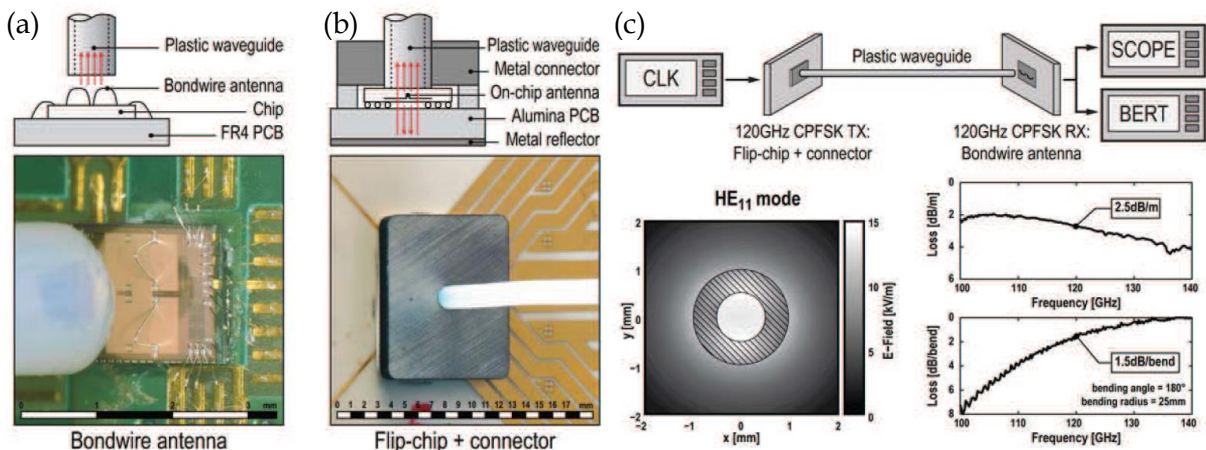 (a)
Plastic waveguide
Bondwire antenna
Chip
FR4 PCB
0 1 2 3 mm
Bondwire antenna
(b)
Plastic waveguide
Metal connector
On-chip antenna
Alumina PCB
Metal reflector
0 1 2 3 4 5 6 7 8 9 10 11 12 13 14 15 16 17 mm
Flip-chip + connector
(c)
CLK
Plastic waveguide
SCOPE
BERT
120GHz CPFSK TX:
Flip-chip + connector
120GHz CPFSK RX:
Bondwire antenna
HE11 mode
2
1
0
−1
−2
y [mm]
−2 −1 0 1 2
x [mm]
15
10
5
0
E−Field [kV/m]
0
2
4
6
Loss [dB/m]
2.5dB/m
100 110 120 130 140
Frequency [GHz]
0
2
4
6
8
Loss [dB/bend]
1.5dB/bend
bending angle = 180°
bending radius = 25mm
100 110 120 130 140
Frequency [GHz]